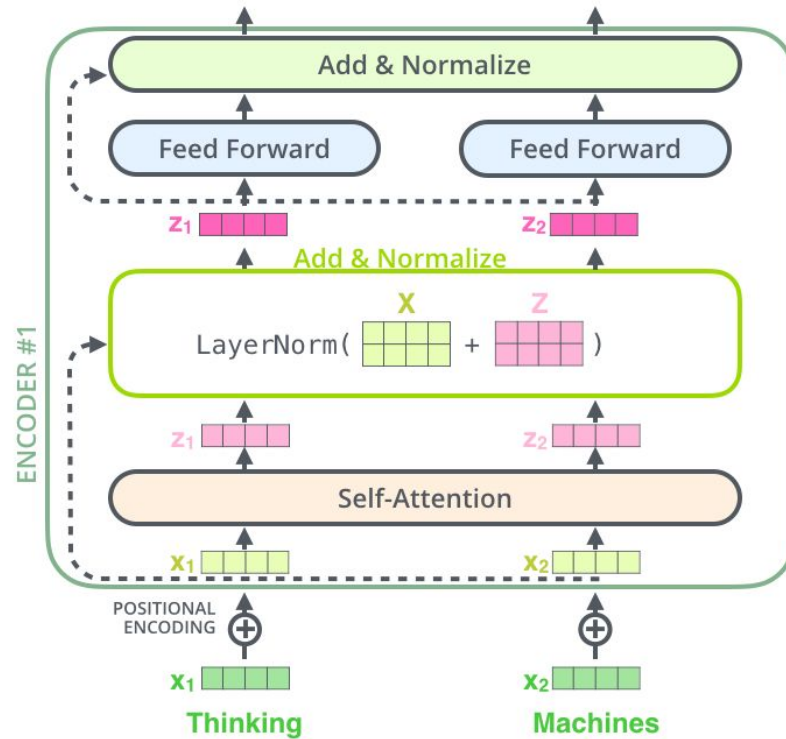 Add & Normalize
Feed Forward
Feed Forward
z1
z2
Add & Normalize
X
Z
LayerNorm( + )
ENCODER #1
z1
z2
Self-Attention
x1
x2
POSITIONAL
ENCODING
x1
x2
Thinking
Machines